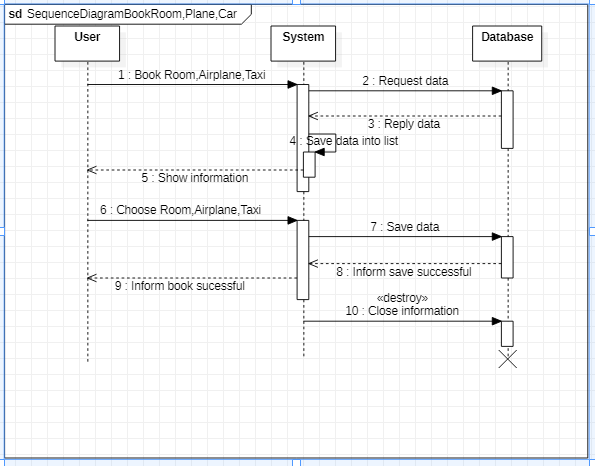 sd SequenceDiagramBookRoom,Plane,Car
User
System
Database
1 : Book Room,Airplane,Taxi
2 : Request data
3 : Reply data
4 : Save data into list
5 : Show information
6 : Choose Room,Airplane,Taxi
7 : Save data
8 : Inform save successful
9 : Inform book sucessful
«destroy»
10 : Close information